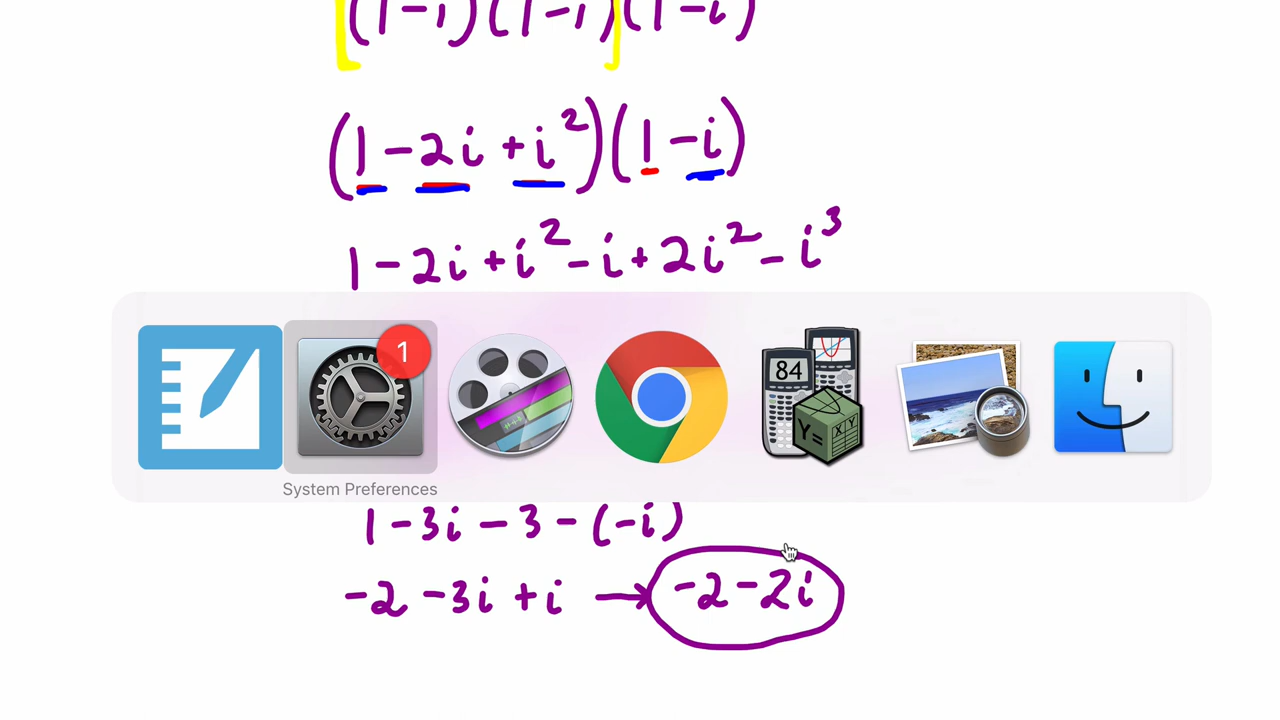 [(1-i)(1-i)](1-i)
(1-2i+i²)(1-i)
1-2i+i²-i+2i²-i³
1
84
Y=
X Y
System Preferences
1-3i-3-(-i)
-2-3i+i → -2-2i